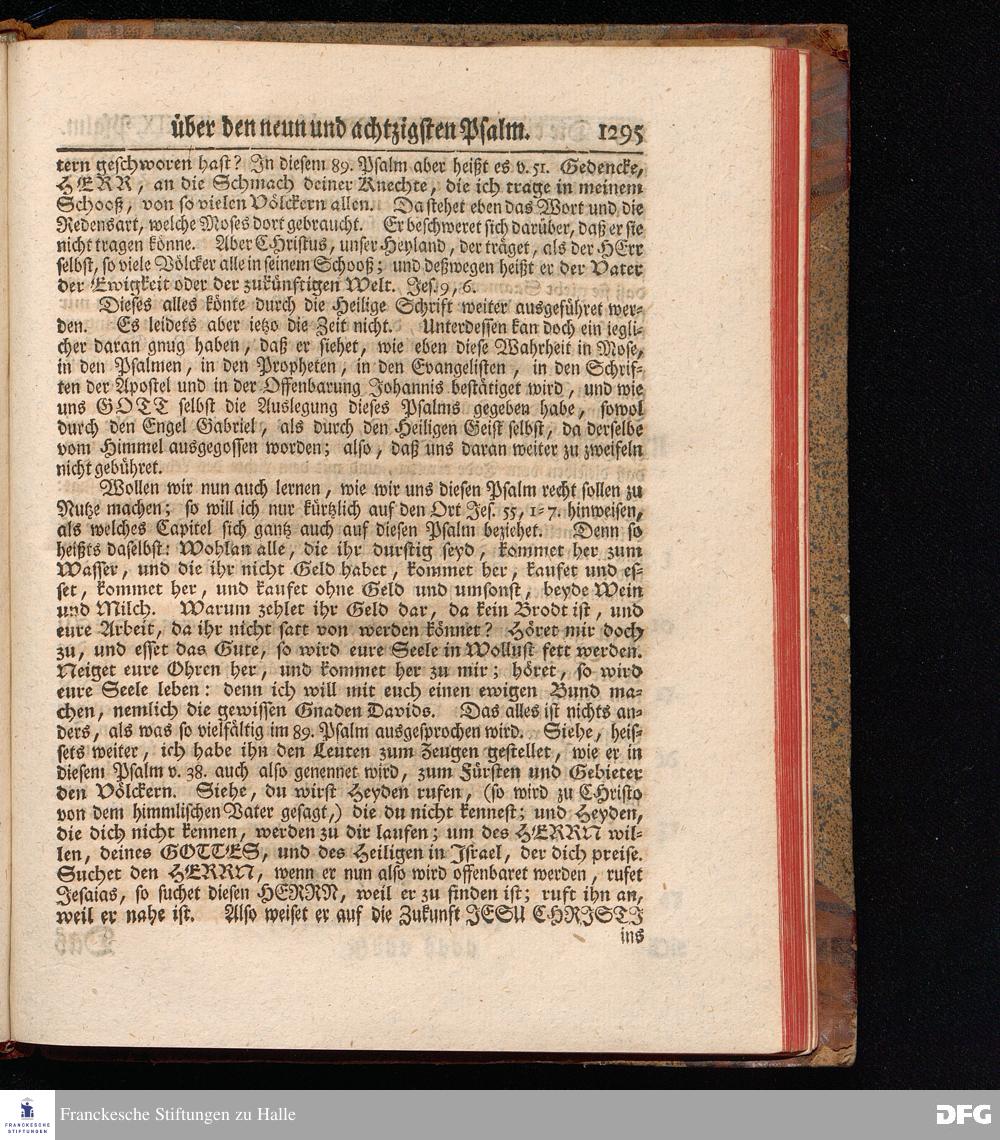 über den neun und achtzigsten Psalm. 1295
tern geschworen hast? In diesem 89. Psalm aber heißt es v. 51. Gedencke,
HERR, an die Schmach deiner Knechte, die ich trage in meinem
Schooß, von so vielen Völckern allen. Da stehet eben das Wort und die
Redensart, welche Moses dort gebraucht. Er beschweret sich darüber, daß er sie
nicht tragen könne. Aber CHristus, unser Heyland, der träget, als der HErr
selbst, so viele Völcker alle in seinem Schooß; und deßwegen heißt er der Vater
der Ewigkeit oder der zukünftigen Welt. Jes. 9, 6.
Dieses alles könte durch die Heilige Schrift weiter ausgeführet wer-
den. Es leidets aber ietzo die Zeit nicht. Unterdessen kan doch ein iegli-
cher daran gnug haben, daß er siehet, wie eben diese Wahrheit in Mose,
in den Psalmen, in den Propheten, in den Evangelisten, in den Schrif-
ten der Apostel und in der Offenbarung Johannis bestätiget wird, und wie
uns GOTT selbst die Auslegung dieses Psalms gegeben habe, sowol
durch den Engel Gabriel, als durch den Heiligen Geist selbst, da derselbe
vom Himmel ausgegossen worden; also, daß uns daran weiter zu zweifeln
nicht gebühret.
Wollen wir nun auch lernen, wie wir uns diesen Psalm recht sollen zu
Nutze machen; so will ich nur kürtzlich auf den Ort Jes. 55, 1-7. hinweisen,
als welches Capitel sich gantz auch auf diesen Psalm beziehet. Denn so
heißts daselbst: Wohlan alle, die ihr durstig seyd, kommet her zum
Wasser, und die ihr nicht Geld habet, kommet her, kaufet und es-
set, kommet her, und kaufet ohne Geld und umsonst, beyde Wein
und Milch. Warum zehlet ihr Geld dar, da kein Brodt ist, und
eure Arbeit, da ihr nicht satt von werden könnet? Höret mir doch
zu, und esset das Gute, so wird eure Seele in Wollust fett werden.
Neiget eure Ohren her, und kommet her zu mir; höret, so wird
eure Seele leben: denn ich will mit euch einen ewigen Bund ma-
chen, nemlich die gewissen Gnaden Davids. Das alles ist nichts an-
ders, als was so vielfältig im 89. Psalm ausgesprochen wird. Siehe, heis-
sets weiter, ich habe ihn den Leuten zum Zeugen gestellet, wie er in
diesem Psalm v. 38. auch also genennet wird, zum Fürsten und Gebieter
den Völckern. Siehe, du wirst Heyden rufen, (so wird zu CHristo
von dem himmlischen Vater gesagt,) die du nicht kennest; und Heyden,
die dich nicht kennen, werden zu dir laufen; um des HERRN wil-
len, deines GOTTES, und des Heiligen in Israel, der dich preise.
Suchet den HERRN, wenn er nun also wird offenbaret werden, rufet
Jesaias, so suchet diesen HERRN, weil er zu finden ist; ruft ihn an,
weil er nahe ist. Also weiset er auf die Zukunft JESU CHRISTI
ins
Franckesche Stiftungen zu Halle
FRANCKESCHE
STIFTUNGEN
DFG